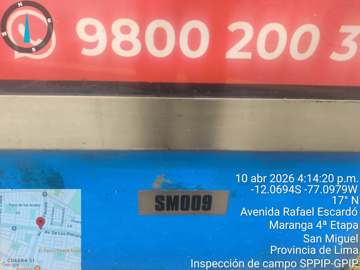 9800 200 3
SM009
10 abr 2026 4:14:20 p.m.
-12.0694S -77.0979W
17° N
Avenida Rafael Escardó
Maranga 4ª Etapa
San Miguel
Provincia de Lima
Inspección de campo SPPIP-GPIP